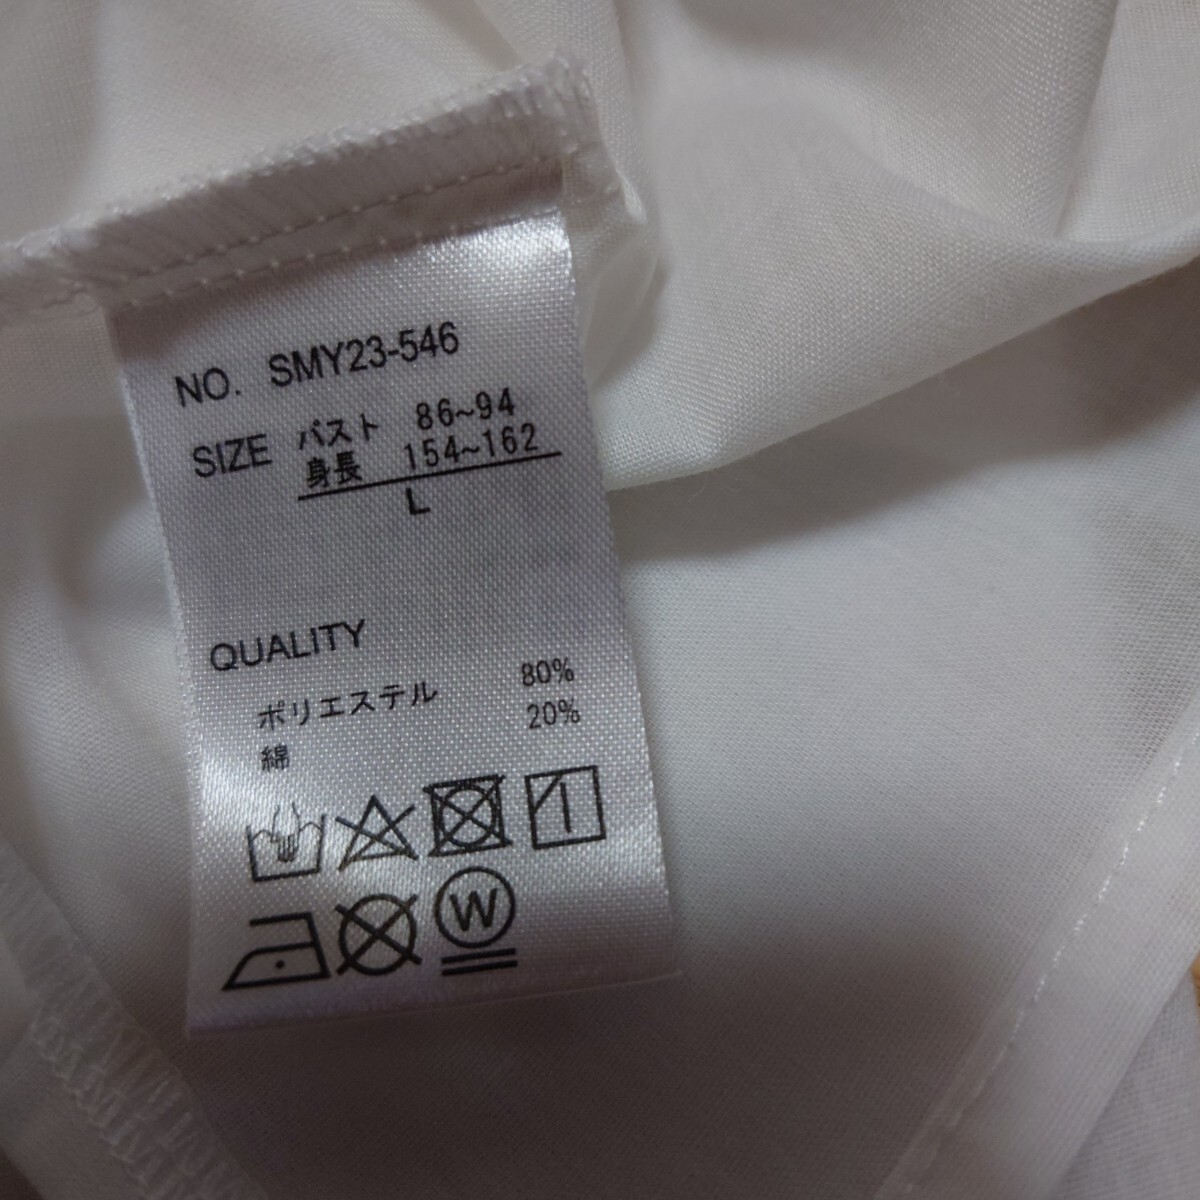 NO. SMY23-546
SIZE バスト 86~94
身長 154~162
L
QUALITY
ポリエステル 80%
綿 20%
W